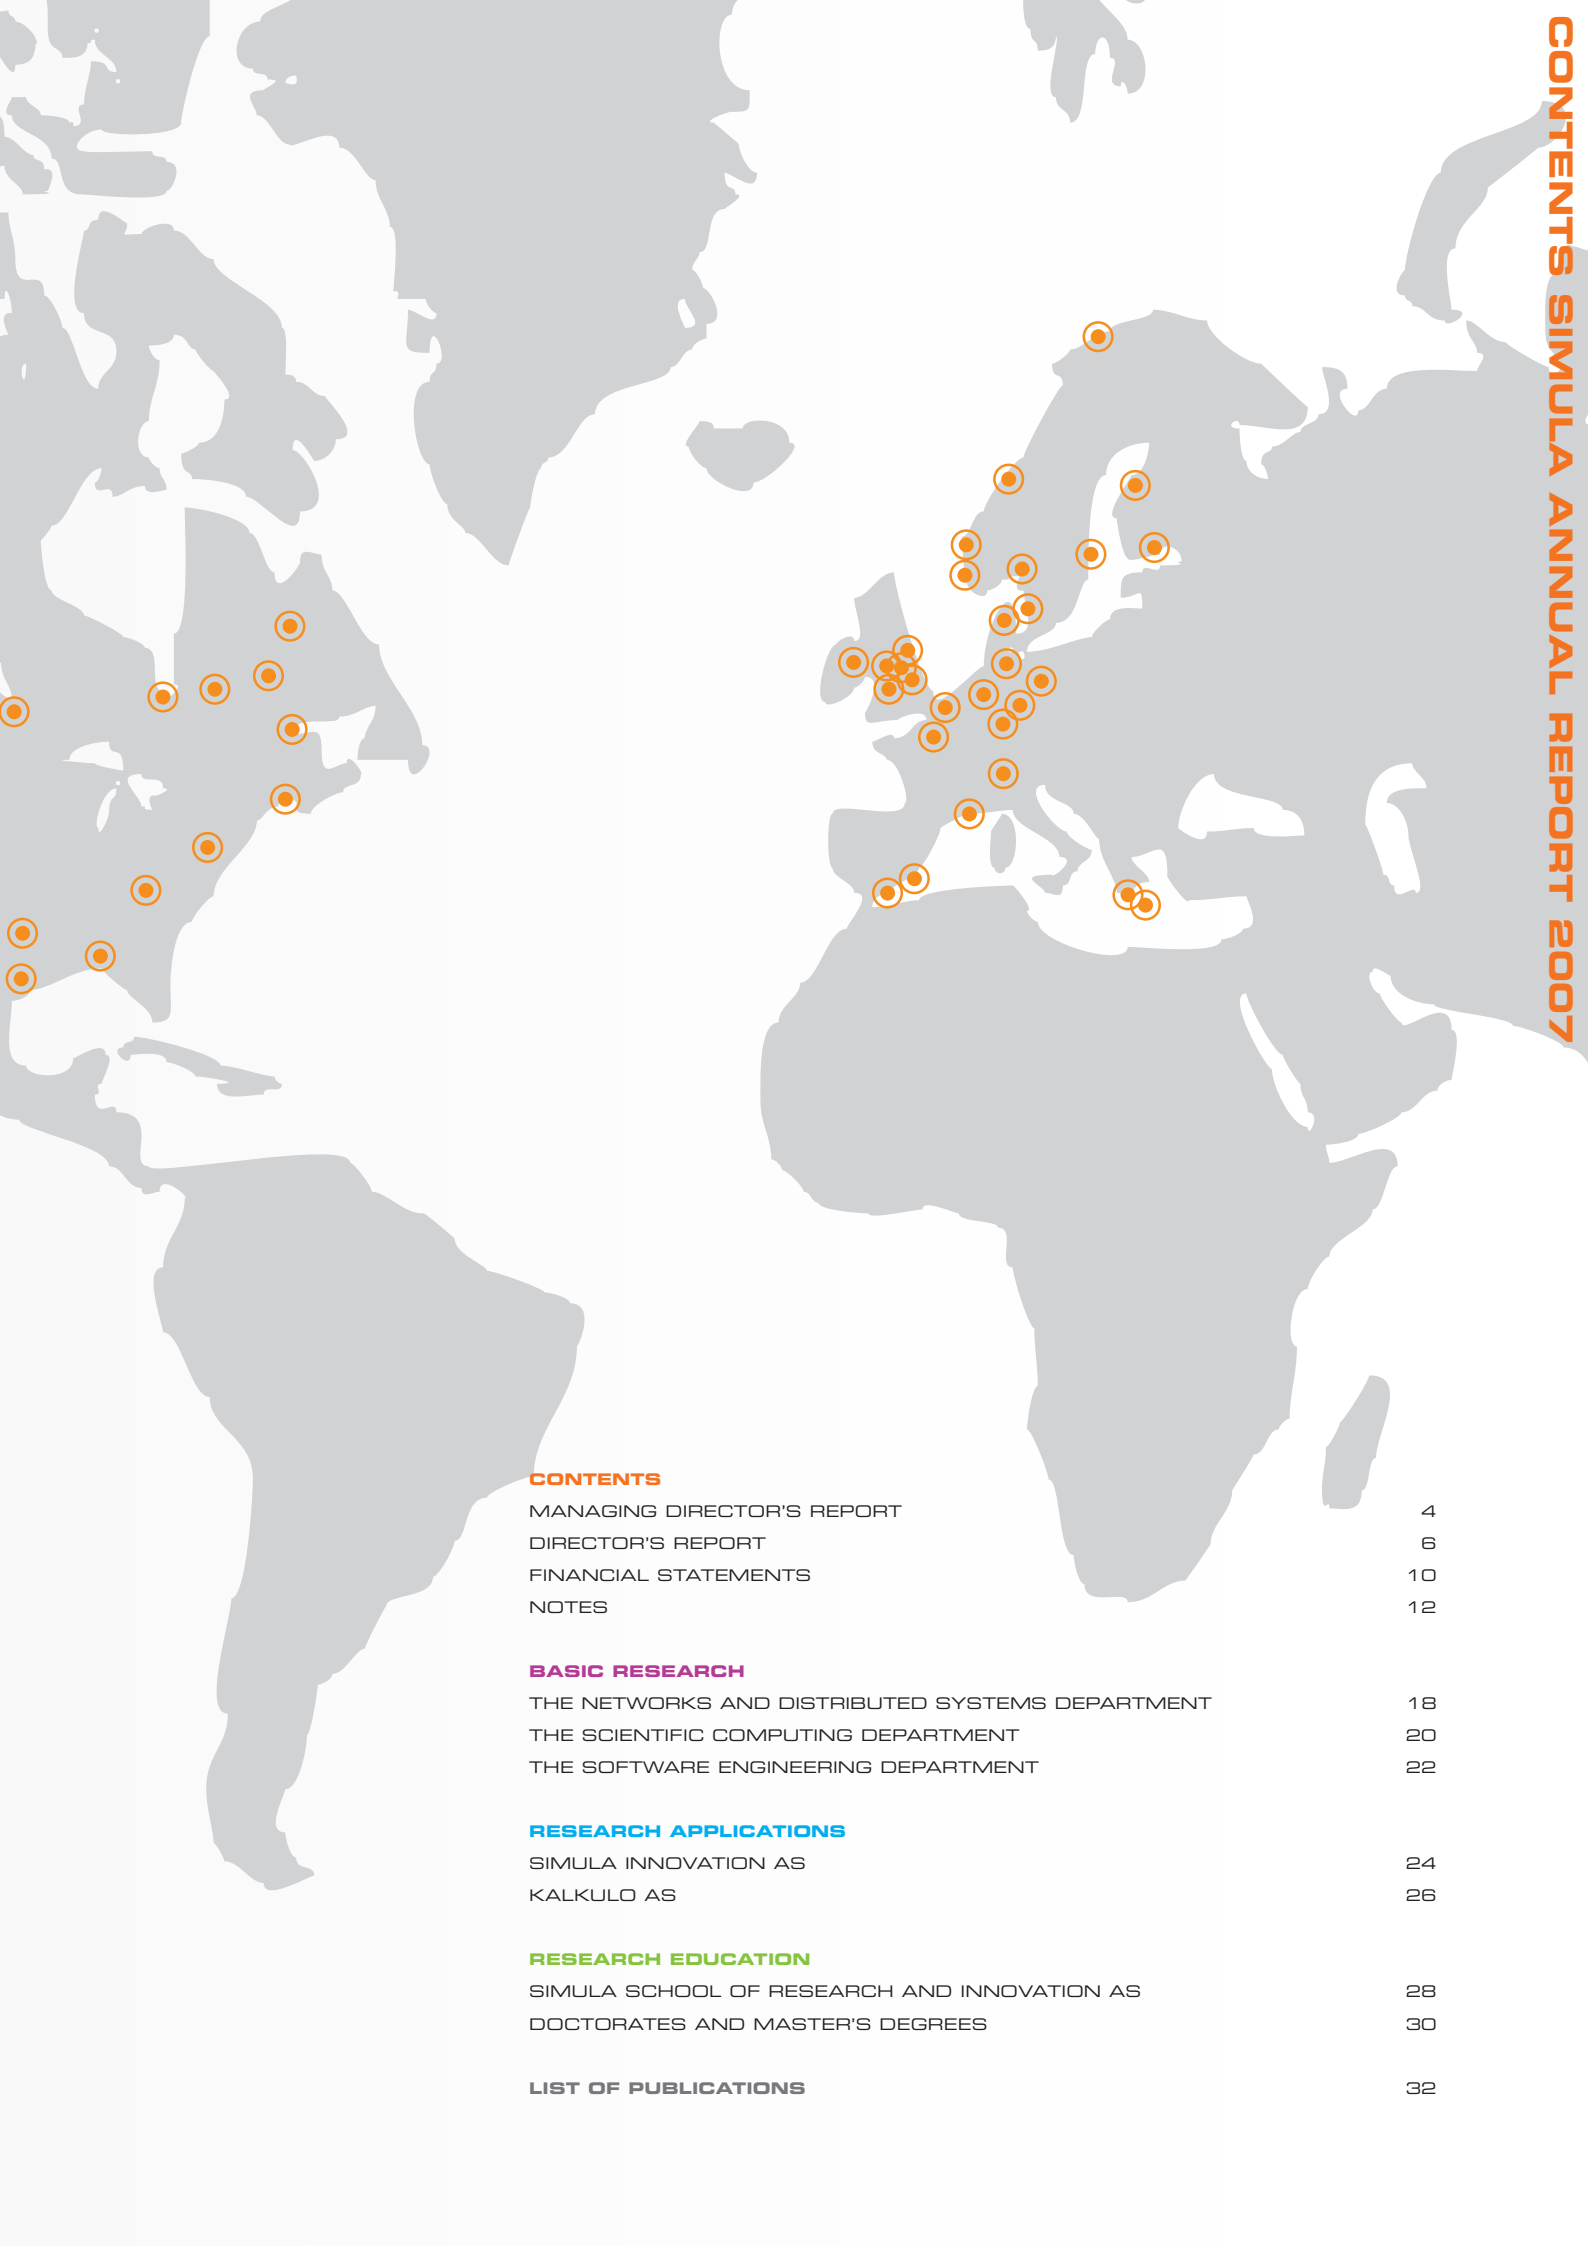 CONTENTS SIMULA ANNUAL REPORT 2007
CONTENTS
MANAGING DIRECTOR'S REPORT 4
DIRECTOR'S REPORT 6
FINANCIAL STATEMENTS 10
NOTES 12
BASIC RESEARCH
THE NETWORKS AND DISTRIBUTED SYSTEMS DEPARTMENT 18
THE SCIENTIFIC COMPUTING DEPARTMENT 20
THE SOFTWARE ENGINEERING DEPARTMENT 22
RESEARCH APPLICATIONS
SIMULA INNOVATION AS 24
KALKULO AS 26
RESEARCH EDUCATION
SIMULA SCHOOL OF RESEARCH AND INNOVATION AS 28
DOCTORATES AND MASTER'S DEGREES 30
LIST OF PUBLICATIONS 32